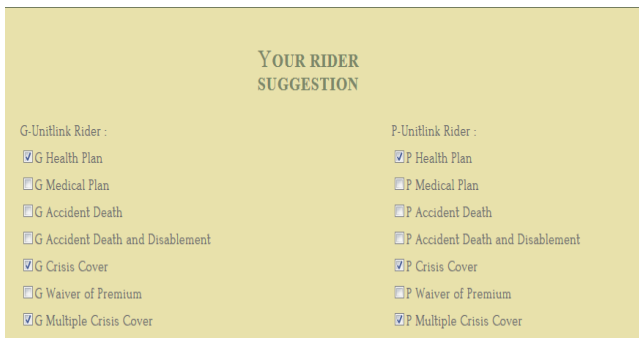 YOUR RIDER
SUGGESTION
G-Unitlink Rider :
G Health Plan
G Medical Plan
G Accident Death
G Accident Death and Disablement
G Crisis Cover
G Waiver of Premium
G Multiple Crisis Cover
P-Unitlink Rider :
P Health Plan
P Medical Plan
P Accident Death
P Accident Death and Disablement
P Crisis Cover
P Waiver of Premium
P Multiple Crisis Cover